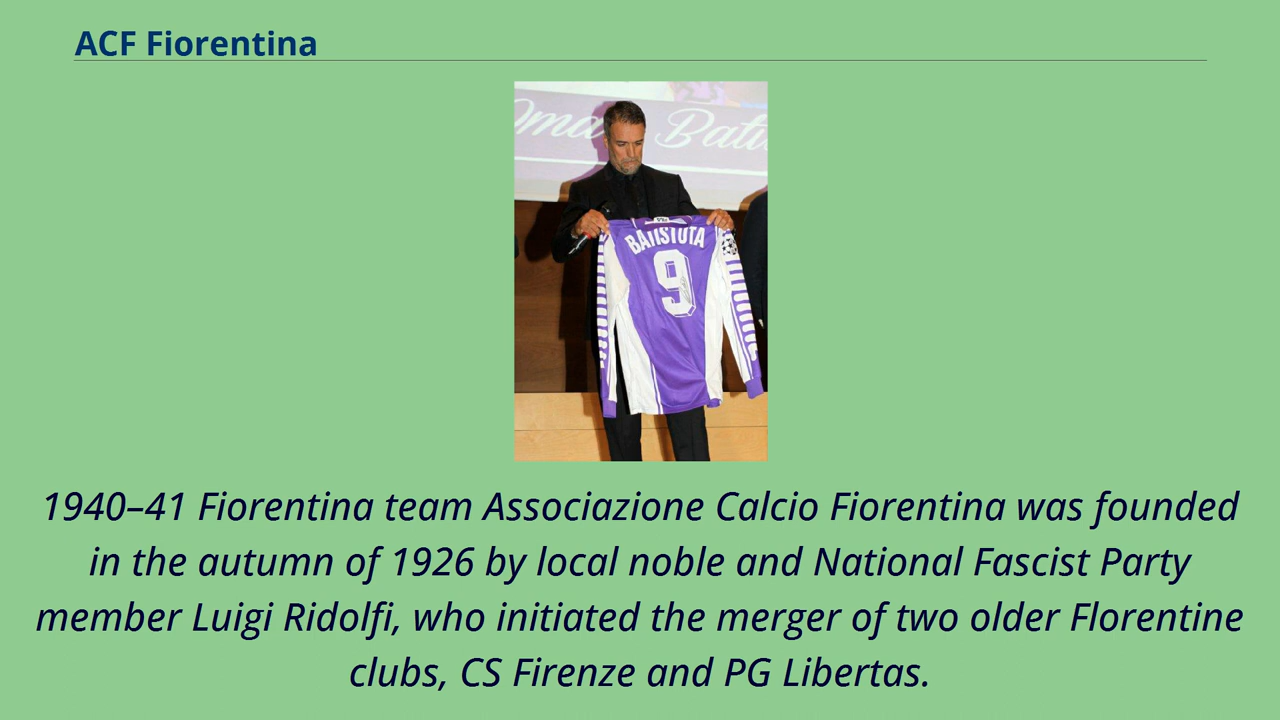 ACF Fiorentina
BATISTUTA
9
1940–41 Fiorentina team Associazione Calcio Fiorentina was founded
in the autumn of 1926 by local noble and National Fascist Party
member Luigi Ridolfi, who initiated the merger of two older Florentine
clubs, CS Firenze and PG Libertas.